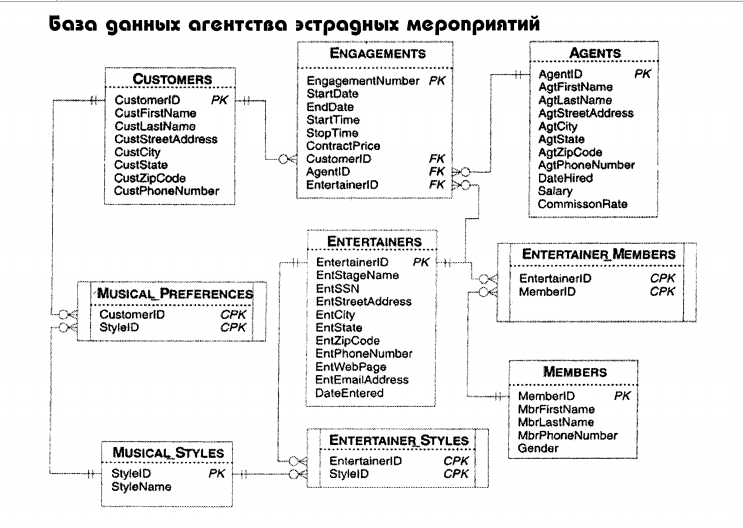 База данных агентства эстрадных мероприятий
CUSTOMERS
CustomerID PK
CustFirstName
CustLastName
CustStreetAddress
CustCity
CustState
CustZipCode
CustPhoneNumber
ENGAGEMENTS
EngagementNumber PK
StartDate
EndDate
StartTime
StopTime
ContractPrice
CustomerID FK
AgentID FK
EntertainerID FK
AGENTS
AgentID PK
AgtFirstName
AgtLastName
AgtStreetAddress
AgtCity
AgtState
AgtZipCode
AgtPhoneNumber
DateHired
Salary
CommissonRate
ENTERTAINERS
EntertainerID PK
EntStageName
EntSSN
EntStreetAddress
EntCity
EntState
EntZipCode
EntPhoneNumber
EntWebPage
EntEmailAddress
DateEntered
ENTERTAINER_MEMBERS
EntertainerID CPK
MemberID CPK
MUSICAL_PREFERENCES
CustomerID CPK
StyleID CPK
MEMBERS
MemberID PK
MbrFirstName
MbrLastName
MbrPhoneNumber
Gender
MUSICAL_STYLES
StyleID PK
StyleName
ENTERTAINER_STYLES
EntertainerID CPK
StyleID CPK